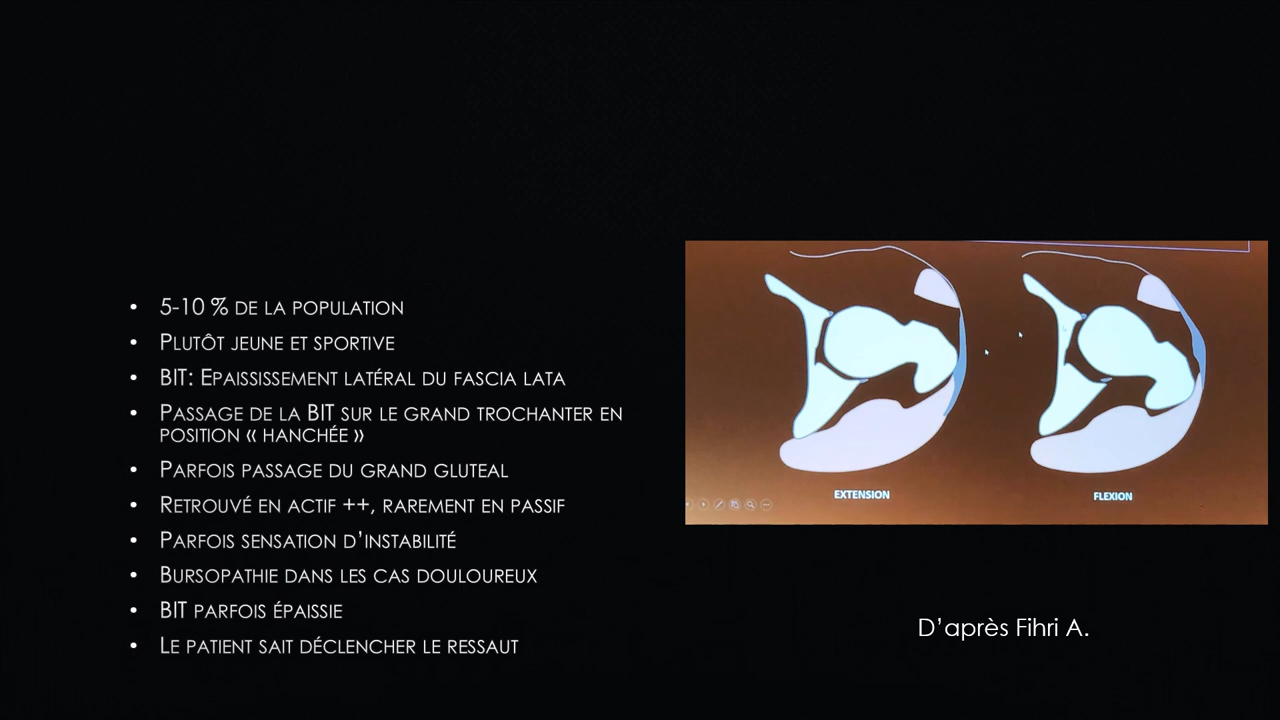 • 5-10 % de la population
• Plutôt jeune et sportive
• BIT: Epaississement latéral du fascia lata
• Passage de la BIT sur le grand trochanter en
position « hanchée »
• Parfois passage du grand gluteal
• Retrouvé en actif ++, rarement en passif
• Parfois sensation d’instabilité
• Bursopathie dans les cas douloureux
• BIT parfois épaissie
• Le patient sait déclencher le ressaut
EXTENSION
FLEXION
D’après Fihri A.